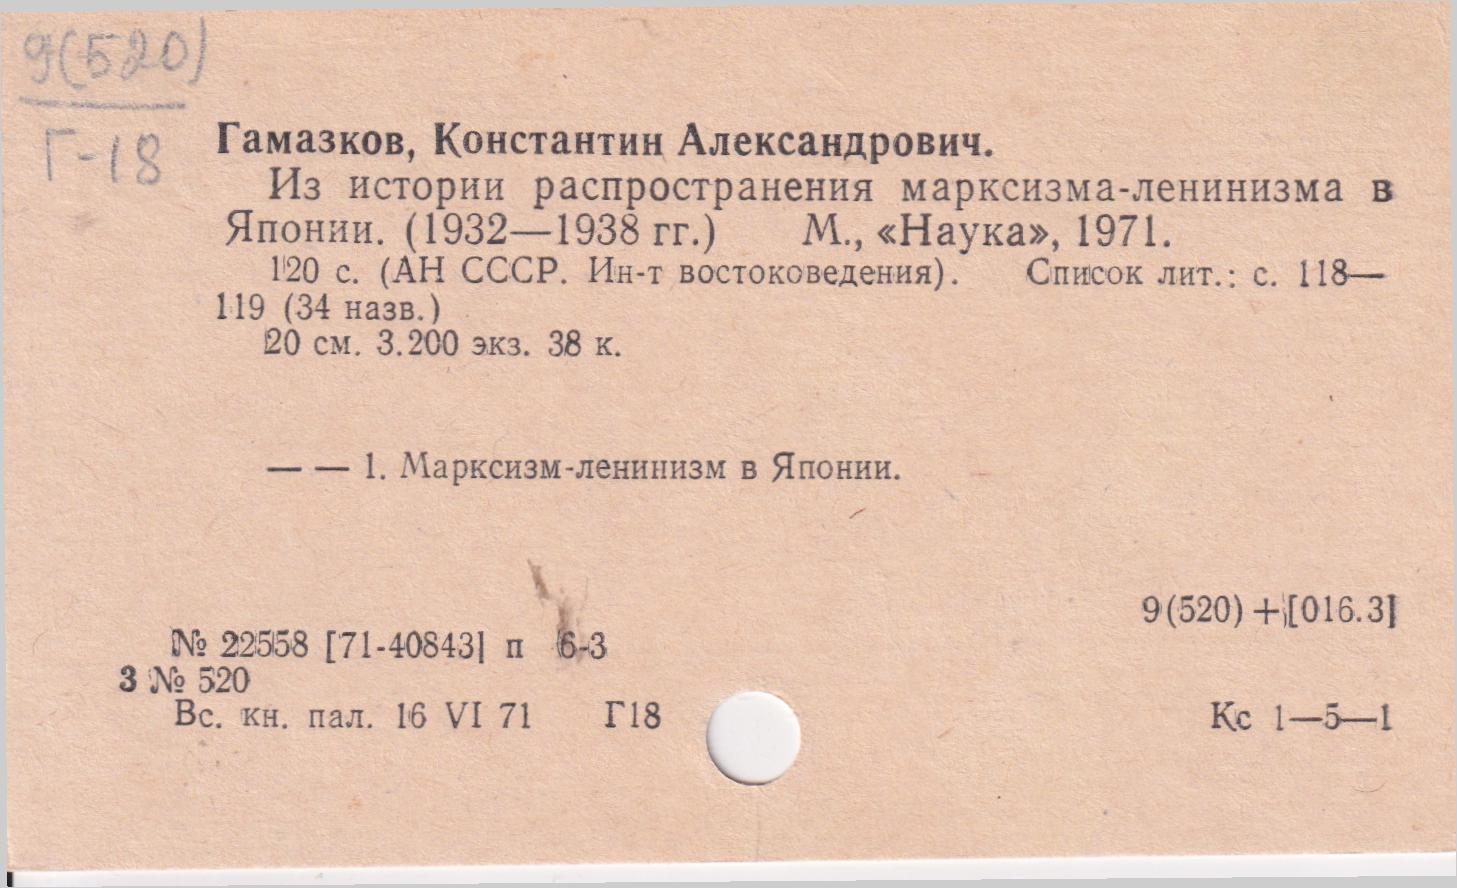 9(520)
Г-18
Гамазков, Константин Александрович.
Из истории распространения марксизма-ленинизма в
Японии. (1932—1938 гг.) М., «Наука», 1971.
120 с. (АН СССР. Ин-т востоковедения). Список лит.: с. 118—
119 (34 назв.)
20 см. 3.200 экз. 38 к.
— — 1. Марксизм-ленинизм в Японии.
9(520) + [016.3]
№ 22558 [71-40843] п 6-3
3 № 520
Вс. кн. пал. 16 VI 71 Г18 Кс 1—5—1